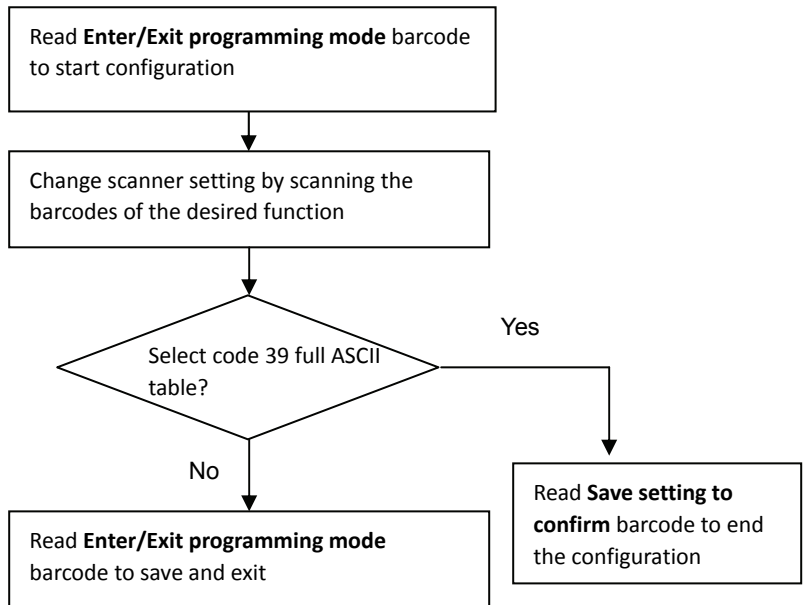 Read Enter/Exit programming mode barcode
to start configuration
Change scanner setting by scanning the
barcodes of the desired function
Select code 39 full ASCII
table?
Yes
No
Read Save setting to
confirm barcode to end
the configuration
Read Enter/Exit programming mode
barcode to save and exit